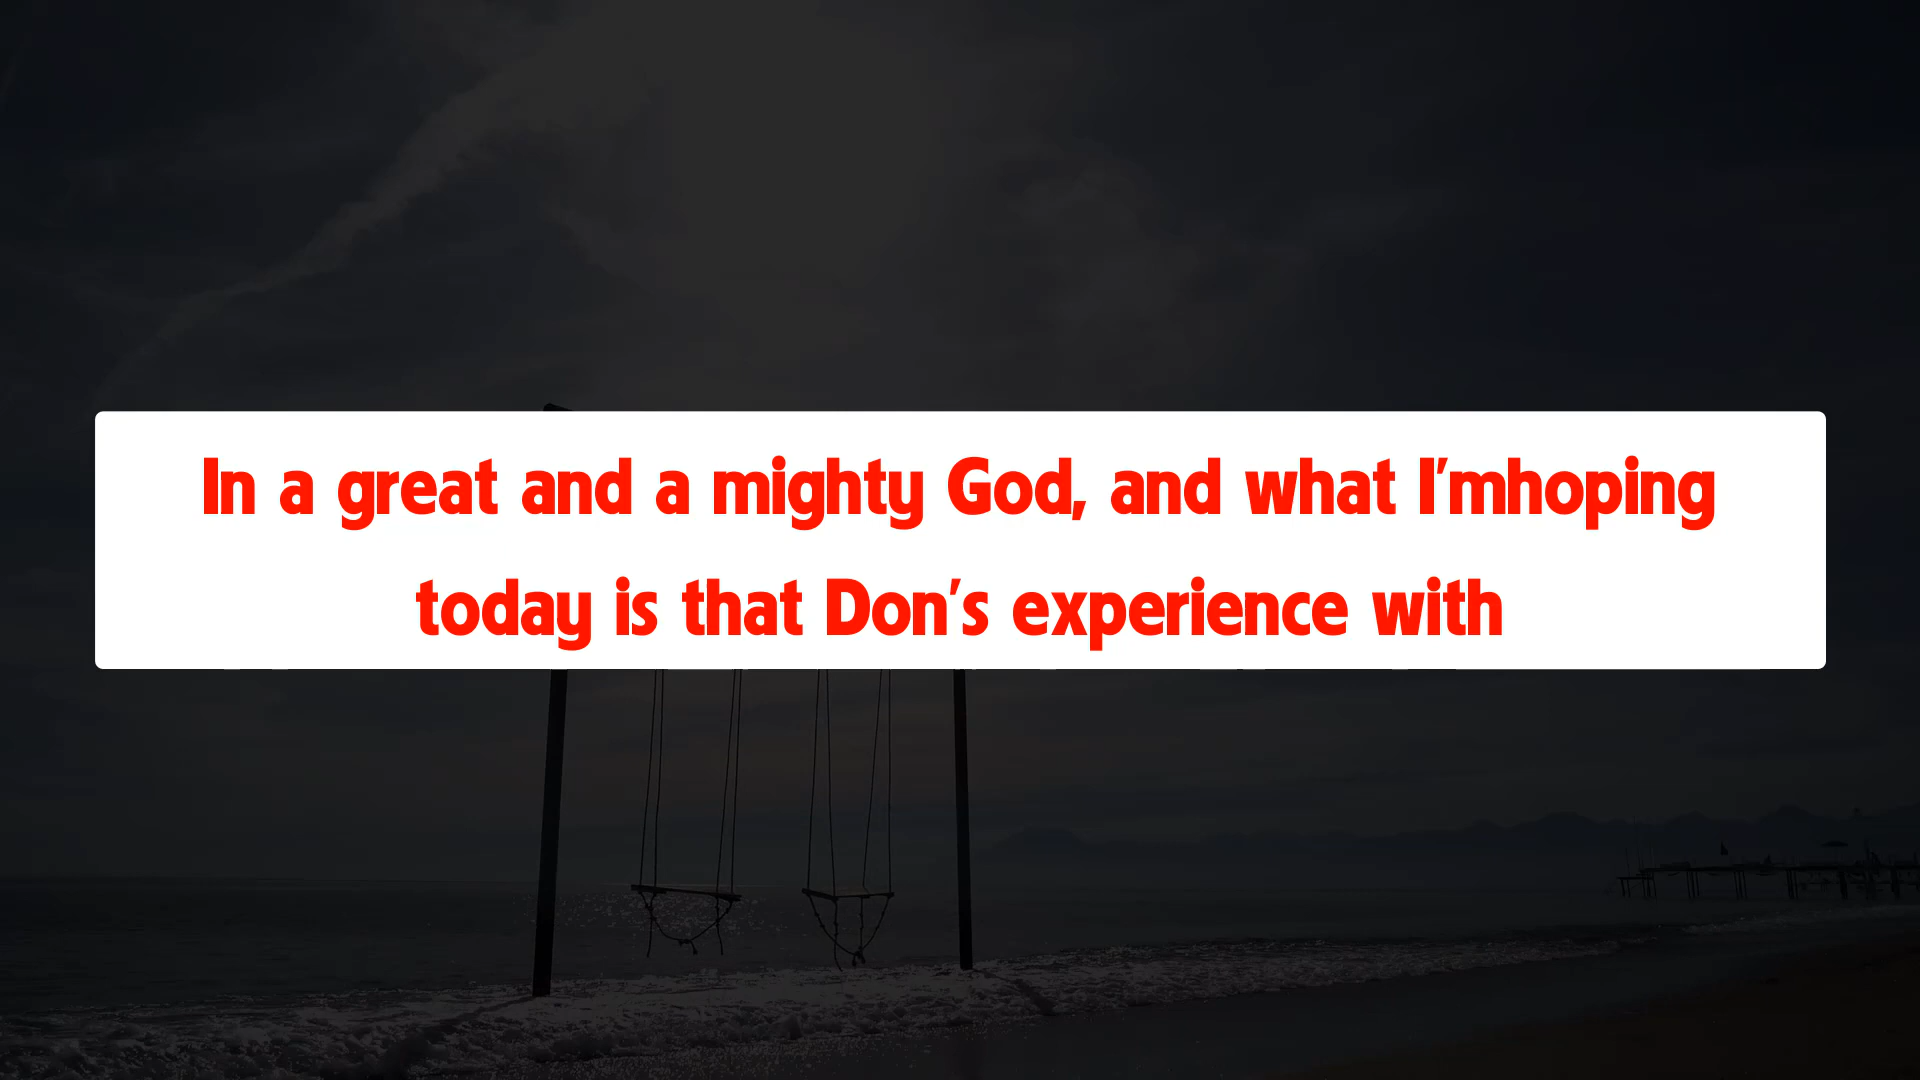 In a great and a mighty God, and what I'mhoping
today is that Don's experience with